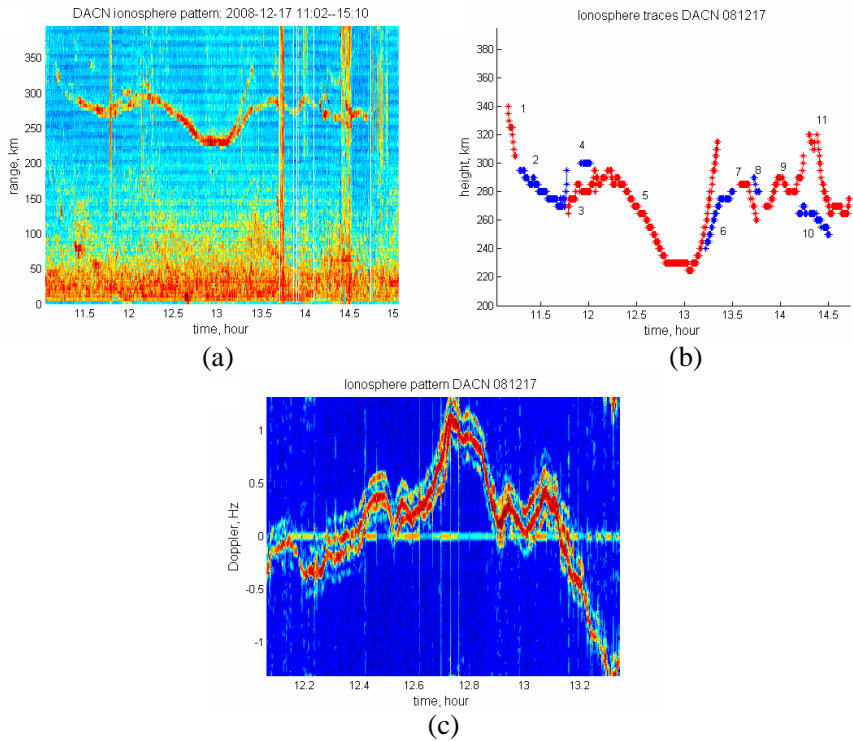 DACN ionosphere pattern: 2008-12-17 11:02--15:10
range, km
350
300
250
200
150
100
50
0
11.5 12 12.5 13 13.5 14 14.5 15
time, hour
(a)
Ionosphere traces DACN 081217
height, km
380
360
340
320
300
280
260
240
220
200
1
2
3
4
5
6
7
8
9
10
11
11.5 12 12.5 13 13.5 14 14.5
time, hour
(b)
Ionosphere pattern DACN 081217
Doppler, Hz
1
0.5
0
-0.5
-1
12.2 12.4 12.6 12.8 13 13.2
time, hour
(c)